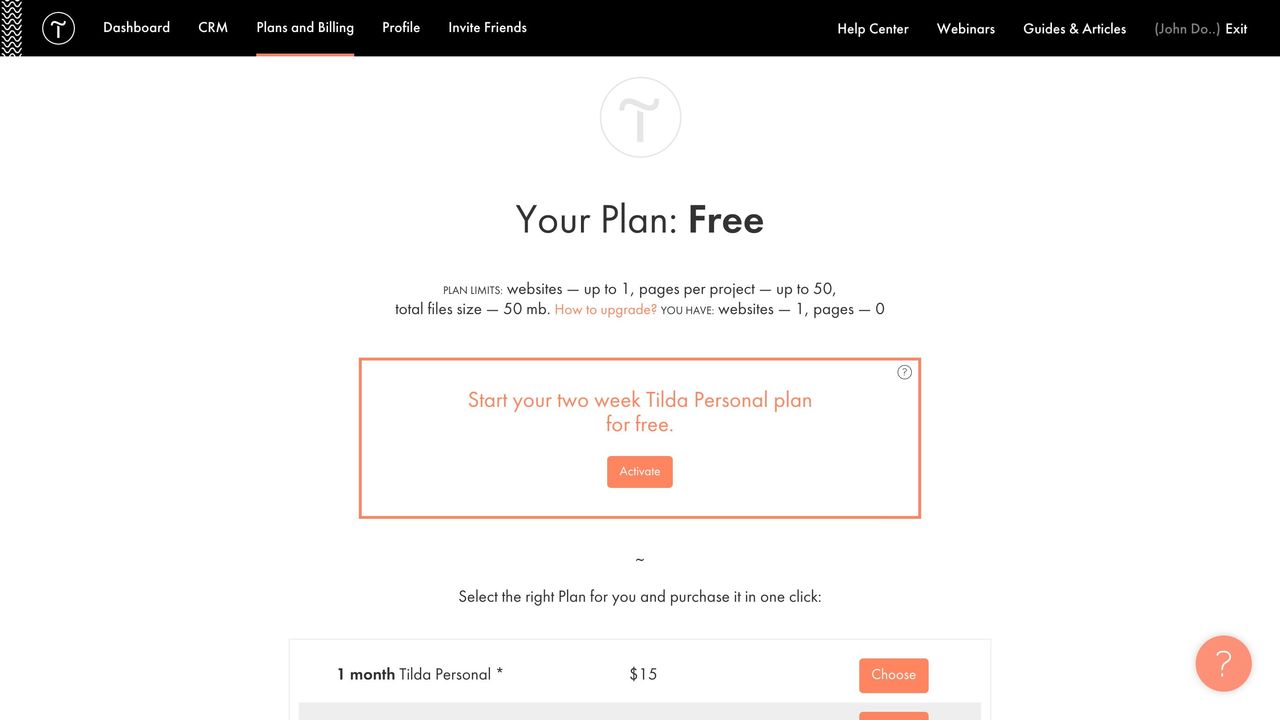 Dashboard CRM Plans and Billing Profile Invite Friends Help Center Webinars Guides & Articles (John Do..) Exit
Your Plan: Free
PLAN LIMITS: websites — up to 1, pages per project — up to 50,
total files size — 50 mb. How to upgrade? YOU HAVE: websites — 1, pages — 0
?
Start your two week Tilda Personal plan
for free.
Activate
~
Select the right Plan for you and purchase it in one click:
1 month Tilda Personal * $15 Choose
?